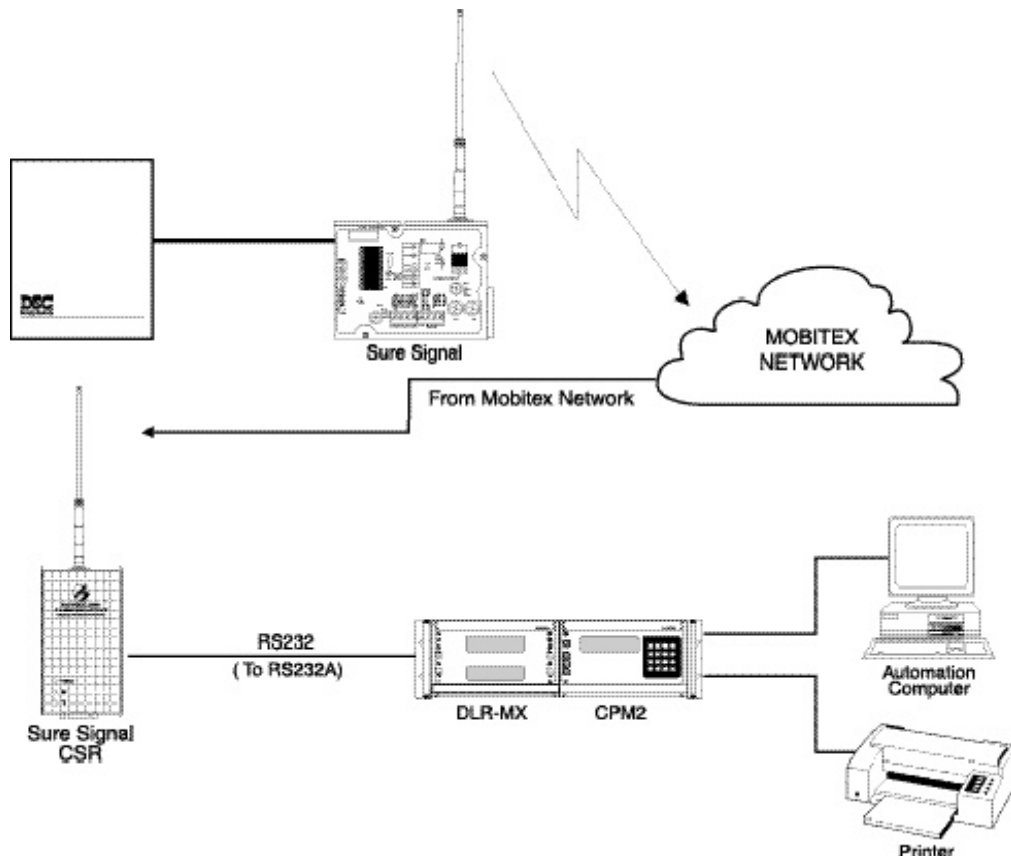 DSC
Sure Signal
MOBITEX
NETWORK
From Mobitex Network
RS232
( To RS232A)
Sure Signal
CSR
DLR-MX
CPM2
Automation
Computer
Printer